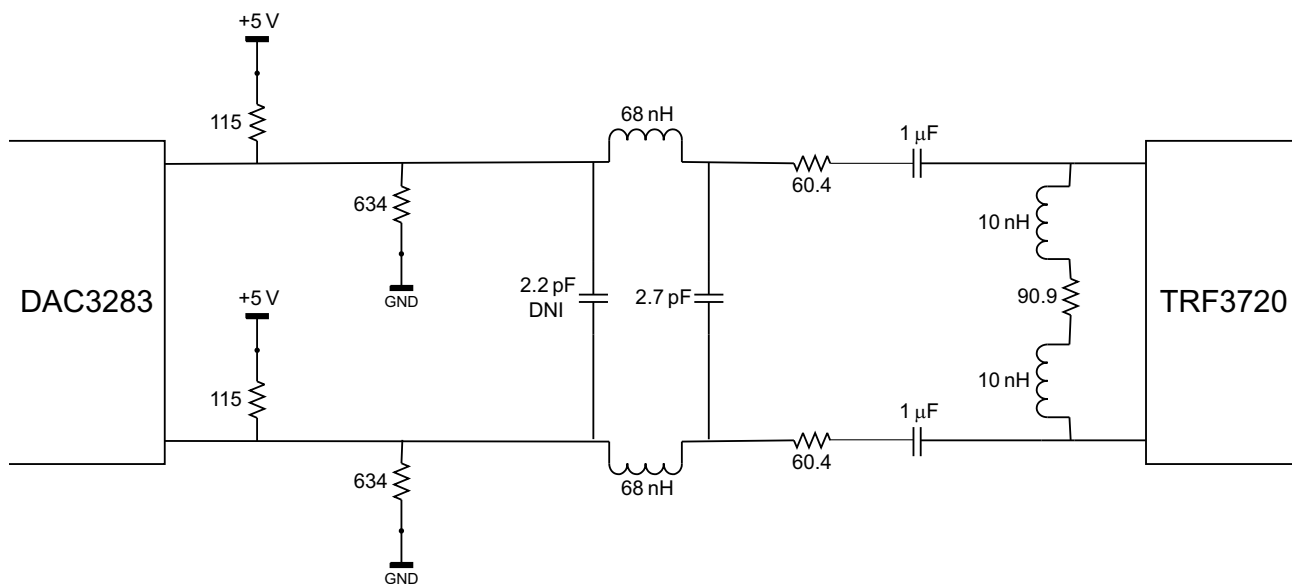 +5 V
115
68 nH
1 μF
60.4
634
10 nH
GND
DAC3283
2.2 pF
DNI
2.7 pF
90.9
TRF3720
+5 V
115
10 nH
1 μF
60.4
634
68 nH
GND